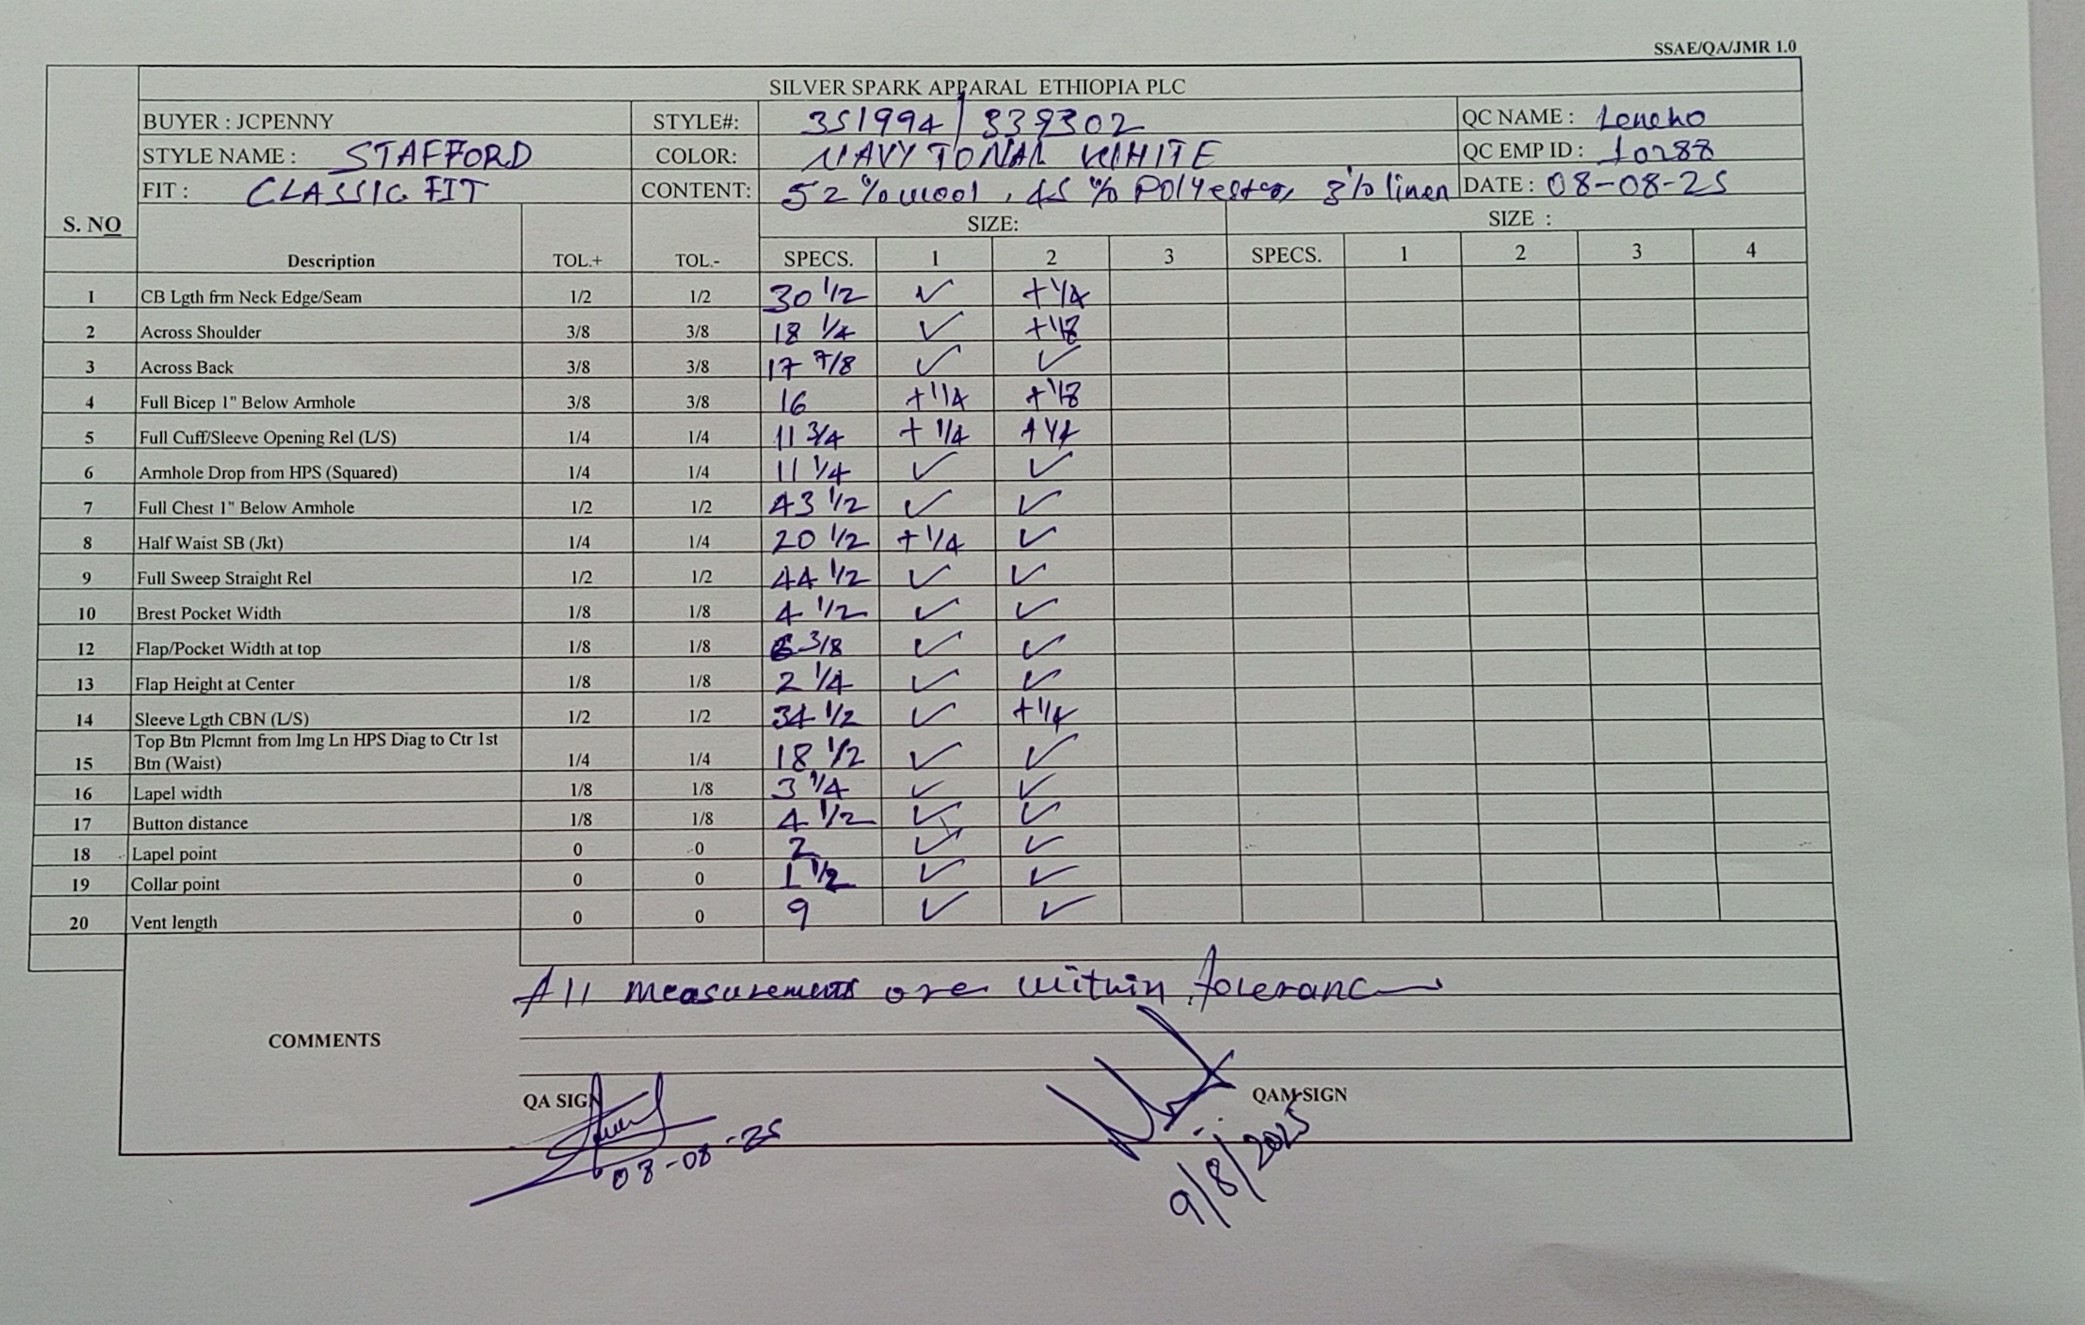 SSAE/QA/JMR 1.0
SILVER SPARK APPARAL ETHIOPIA PLC
BUYER : JCPENNY STYLE#: 3S1994/339302 QC NAME : Lencho
STYLE NAME : STAFFORD COLOR: NAVY TONAL WHITE QC EMP ID : 10288
FIT : CLASSIC FIT CONTENT: 52 % wool , 45 % Polyester, 3% linen DATE : 08-08-25
S. NO SIZE: SIZE :
Description TOL.+ TOL.- SPECS. 1 2 3 SPECS. 1 2 3 4
1 CB Lgth frm Neck Edge/Seam 1/2 1/2 30 1/2 ✓ +1/4
2 Across Shoulder 3/8 3/8 18 1/4 ✓ +1/8
3 Across Back 3/8 3/8 17 7/8 ✓ ✓
4 Full Bicep 1" Below Armhole 3/8 3/8 16 +1/4 +1/8
5 Full Cuff/Sleeve Opening Rel (L/S) 1/4 1/4 11 3/4 +1/4 +1/4
6 Armhole Drop from HPS (Squared) 1/4 1/4 11 1/4 ✓ ✓
7 Full Chest 1" Below Armhole 1/2 1/2 43 1/2 ✓ ✓
8 Half Waist SB (Jkt) 1/4 1/4 20 1/2 +1/4 ✓
9 Full Sweep Straight Rel 1/2 1/2 44 1/2 ✓ ✓
10 Brest Pocket Width 1/8 1/8 4 1/2 ✓ ✓
12 Flap/Pocket Width at top 1/8 1/8 6 3/8 ✓ ✓
13 Flap Height at Center 1/8 1/8 2 1/4 ✓ ✓
14 Sleeve Lgth CBN (L/S) 1/2 1/2 34 1/2 ✓ +1/4
Top Btn Plcmnt from Img Ln HPS Diag to Ctr 1st
15 Btn (Waist) 1/4 1/4 18 1/2 ✓ ✓
16 Lapel width 1/8 1/8 3 1/4 ✓ ✓
17 Button distance 1/8 1/8 4 1/2 ✓ ✓
18 Lapel point 0 0 2 ✓ ✓
19 Collar point 0 0 1 1/2 ✓ ✓
20 Vent length 0 0 9 ✓ ✓
All measurements are within toleranc
COMMENTS
QA SIGN QAM SIGN
08-08-25 9/8/2025